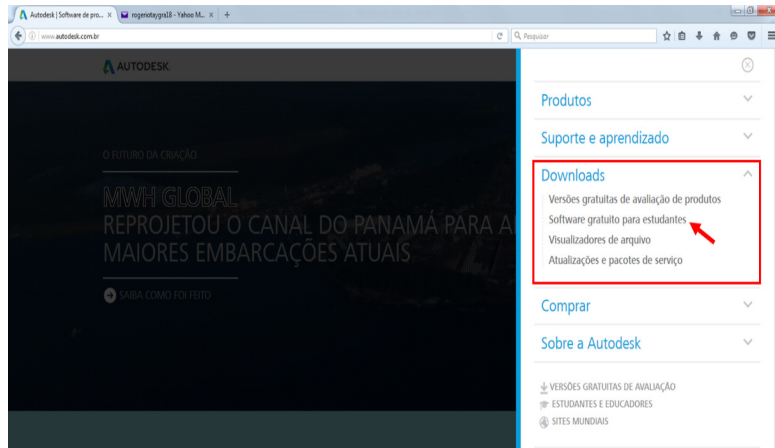 Autodesk | Software de pro...
rogeriotaygra18 - Yahoo M...
www.autodesk.com.br
Pesquisar
AUTODESK
O FUTURO DA CRIAÇÃO
MWH GLOBAL
REPROJETOU O CANAL DO PANAMÁ PARA A
MAIORES EMBARCAÇÕES ATUAIS
SAIBA COMO FOI FEITO
Produtos
Suporte e aprendizado
Downloads
Versões gratuitas de avaliação de produtos
Software gratuito para estudantes
Visualizadores de arquivo
Atualizações e pacotes de serviço
Comprar
Sobre a Autodesk
VERSÕES GRATUITAS DE AVALIAÇÃO
ESTUDANTES E EDUCADORES
SITES MUNDIAIS